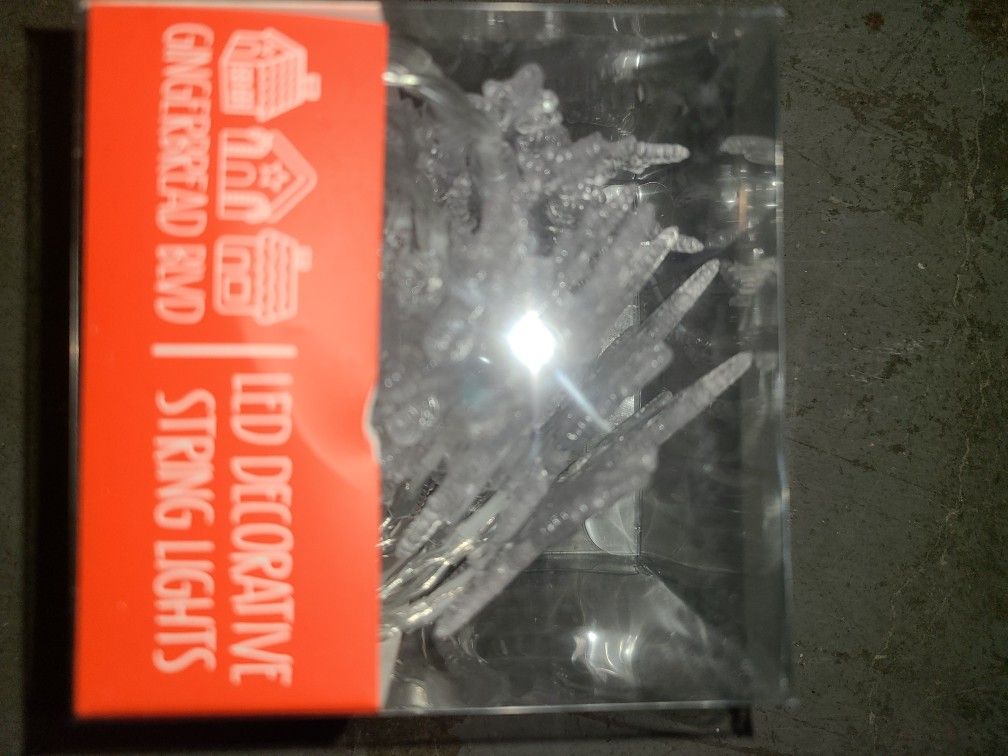 GINGERBREAD BLVD
LED DECORATIVE
STRING LIGHTS